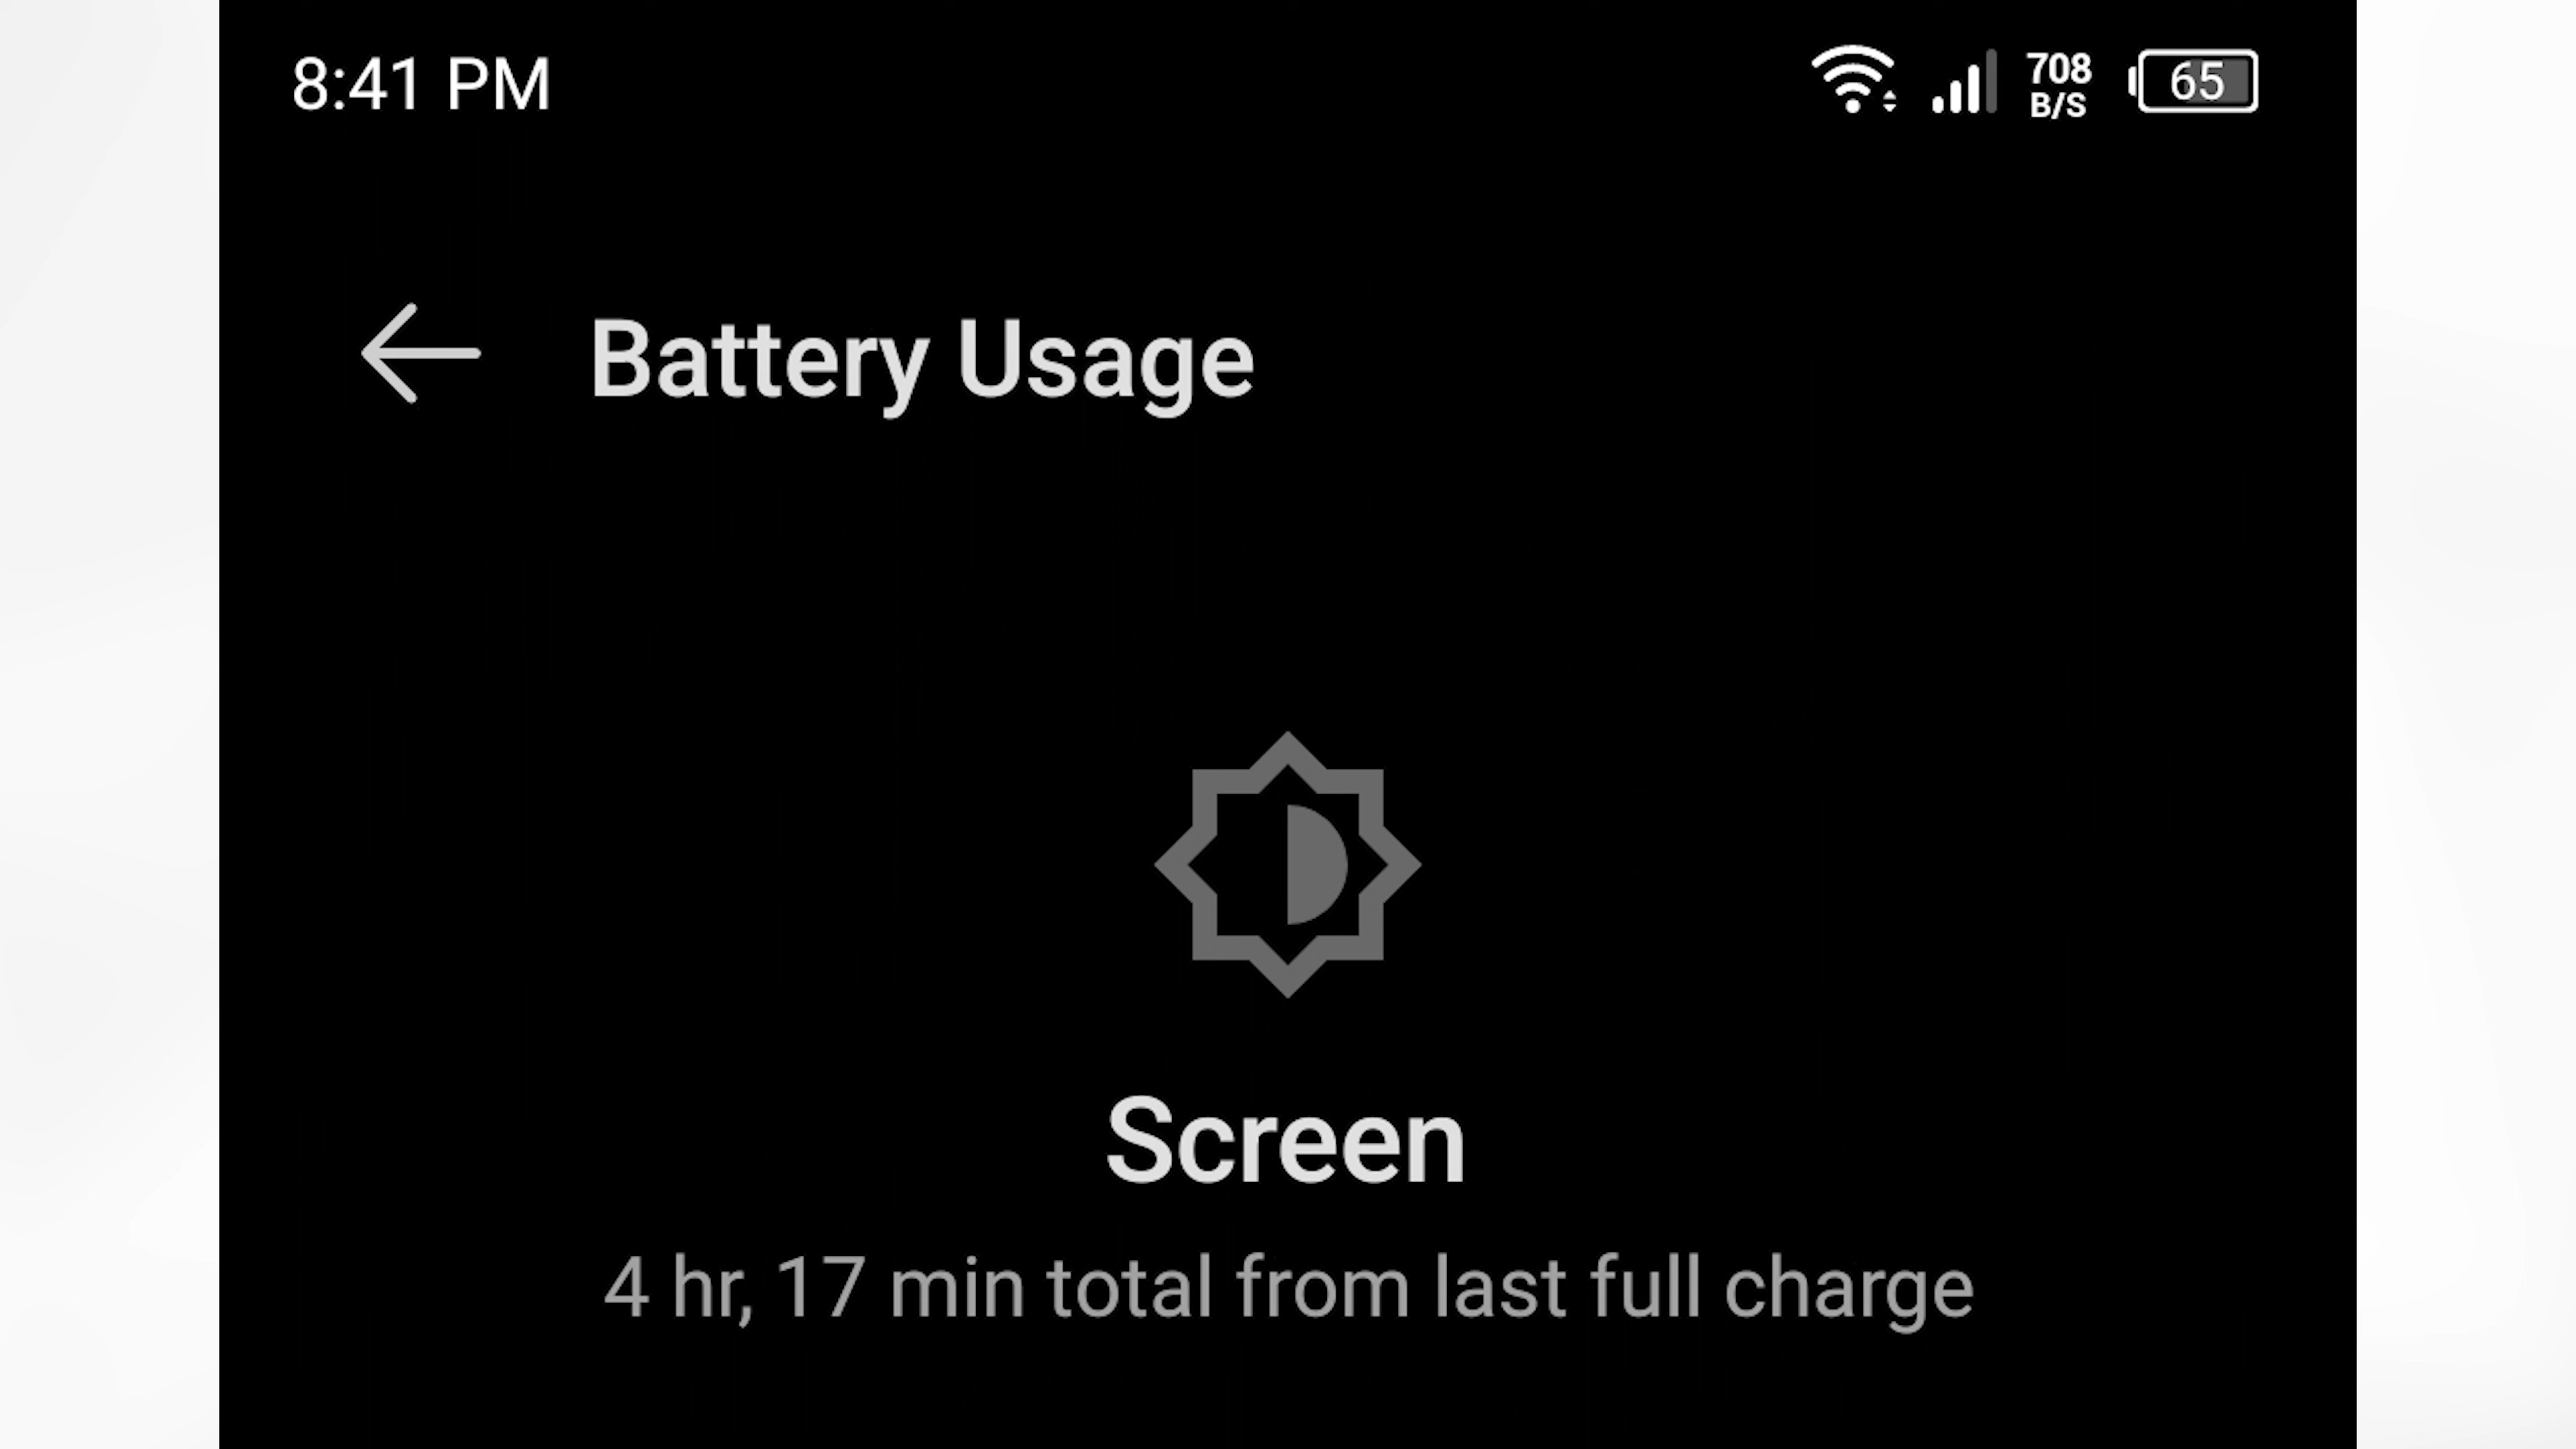 8:41 PM
708
B/S
65
Battery Usage
Screen
4 hr, 17 min total from last full charge